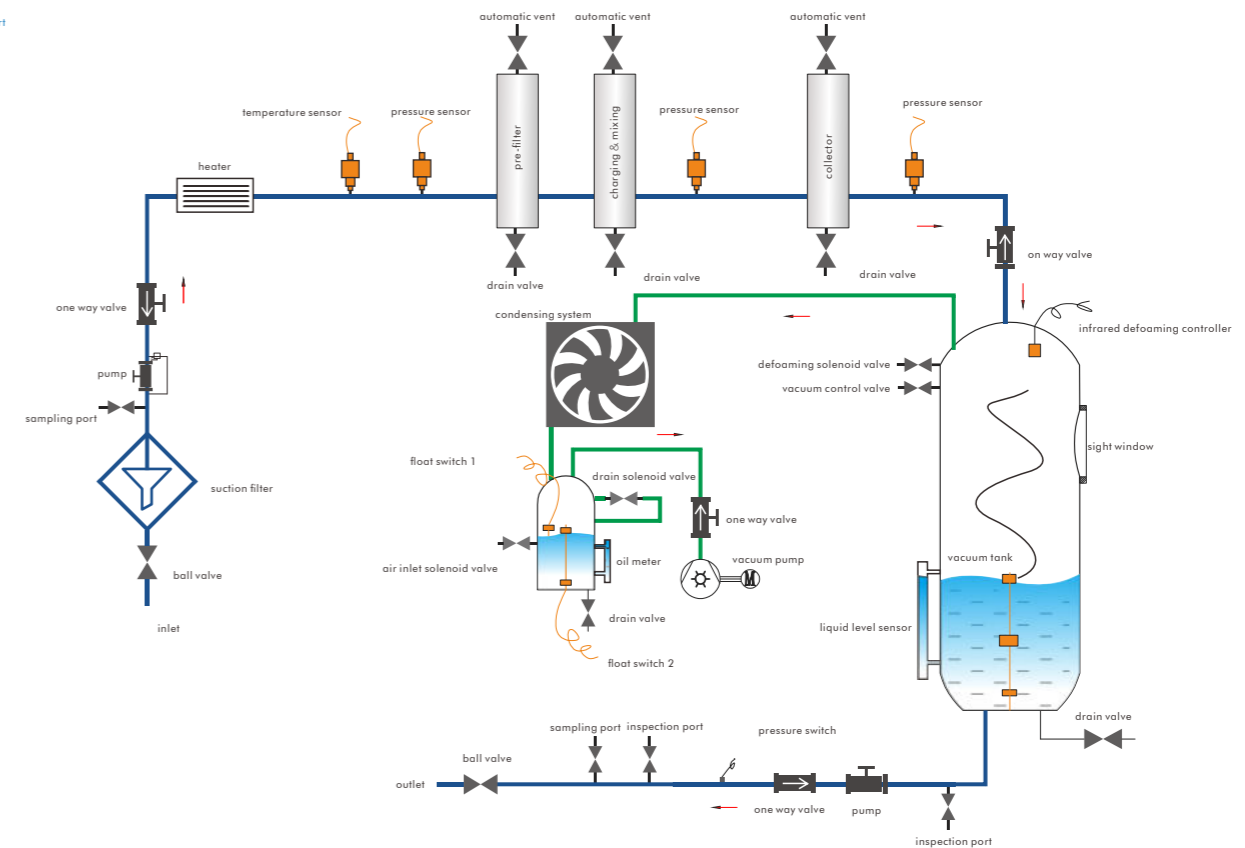 rt
automatic vent
automatic vent
automatic vent
temperature sensor
pressure sensor
pressure sensor
pressure sensor
heater
pre-filter
charging & mixing
collector
one way valve
drain valve
drain valve
drain valve
on way valve
condensing system
infrared defoaming controller
pump
defoaming solenoid valve
vacuum control valve
sampling port
sight window
suction filter
float switch 1
drain solenoid valve
one way valve
ball valve
air inlet solenoid valve
oil meter
vacuum pump
M
vacuum tank
inlet
drain valve
liquid level sensor
float switch 2
sampling port
inspection port
pressure switch
drain valve
ball valve
outlet
one way valve
pump
inspection port